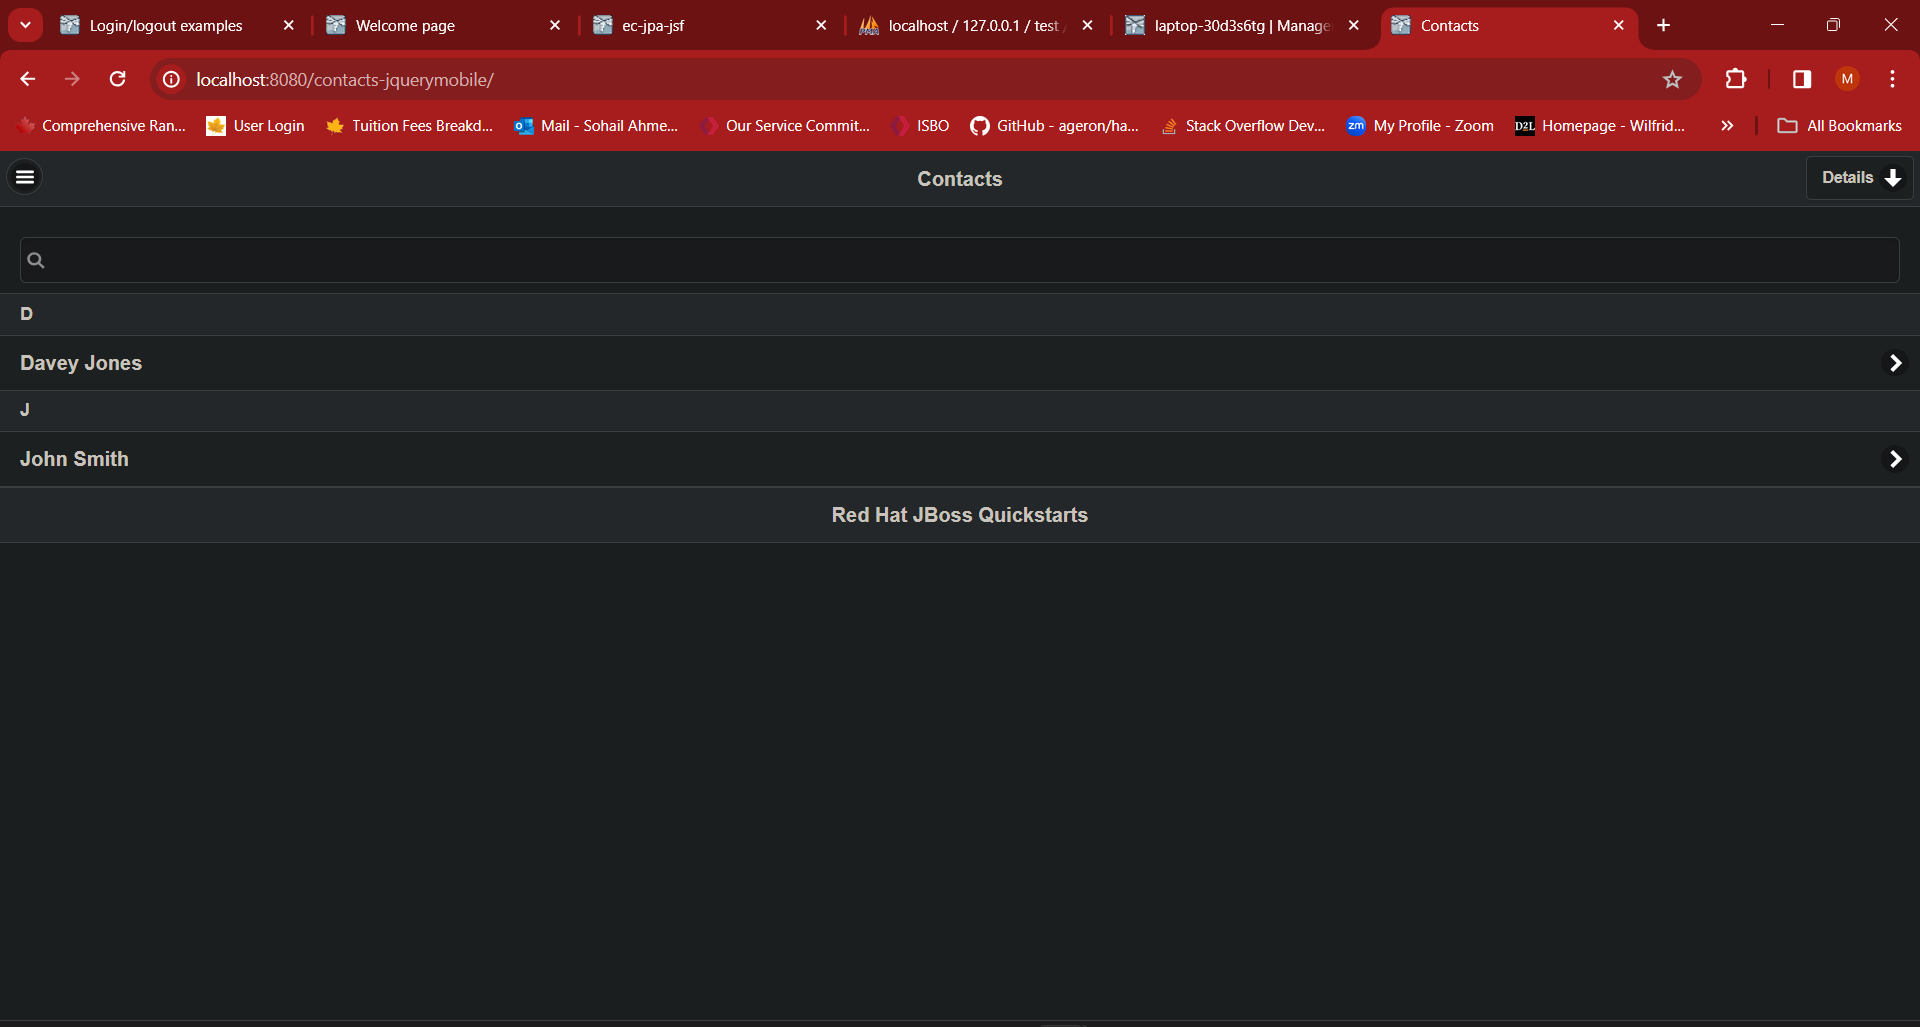 Login/logout examples
Welcome page
ec-jpa-jsf
localhost / 127.0.0.1 / test
laptop-30d3s6tg | Manage
Contacts
localhost:8080/contacts-jquerymobile/
M
Comprehensive Ran...
User Login
Tuition Fees Breakd...
Mail - Sohail Ahme...
Our Service Commit...
ISBO
GitHub - ageron/ha...
Stack Overflow Dev...
zm
My Profile - Zoom
D2L
Homepage - Wilfrid...
All Bookmarks
Contacts
Details
D
Davey Jones
J
John Smith
Red Hat JBoss Quickstarts